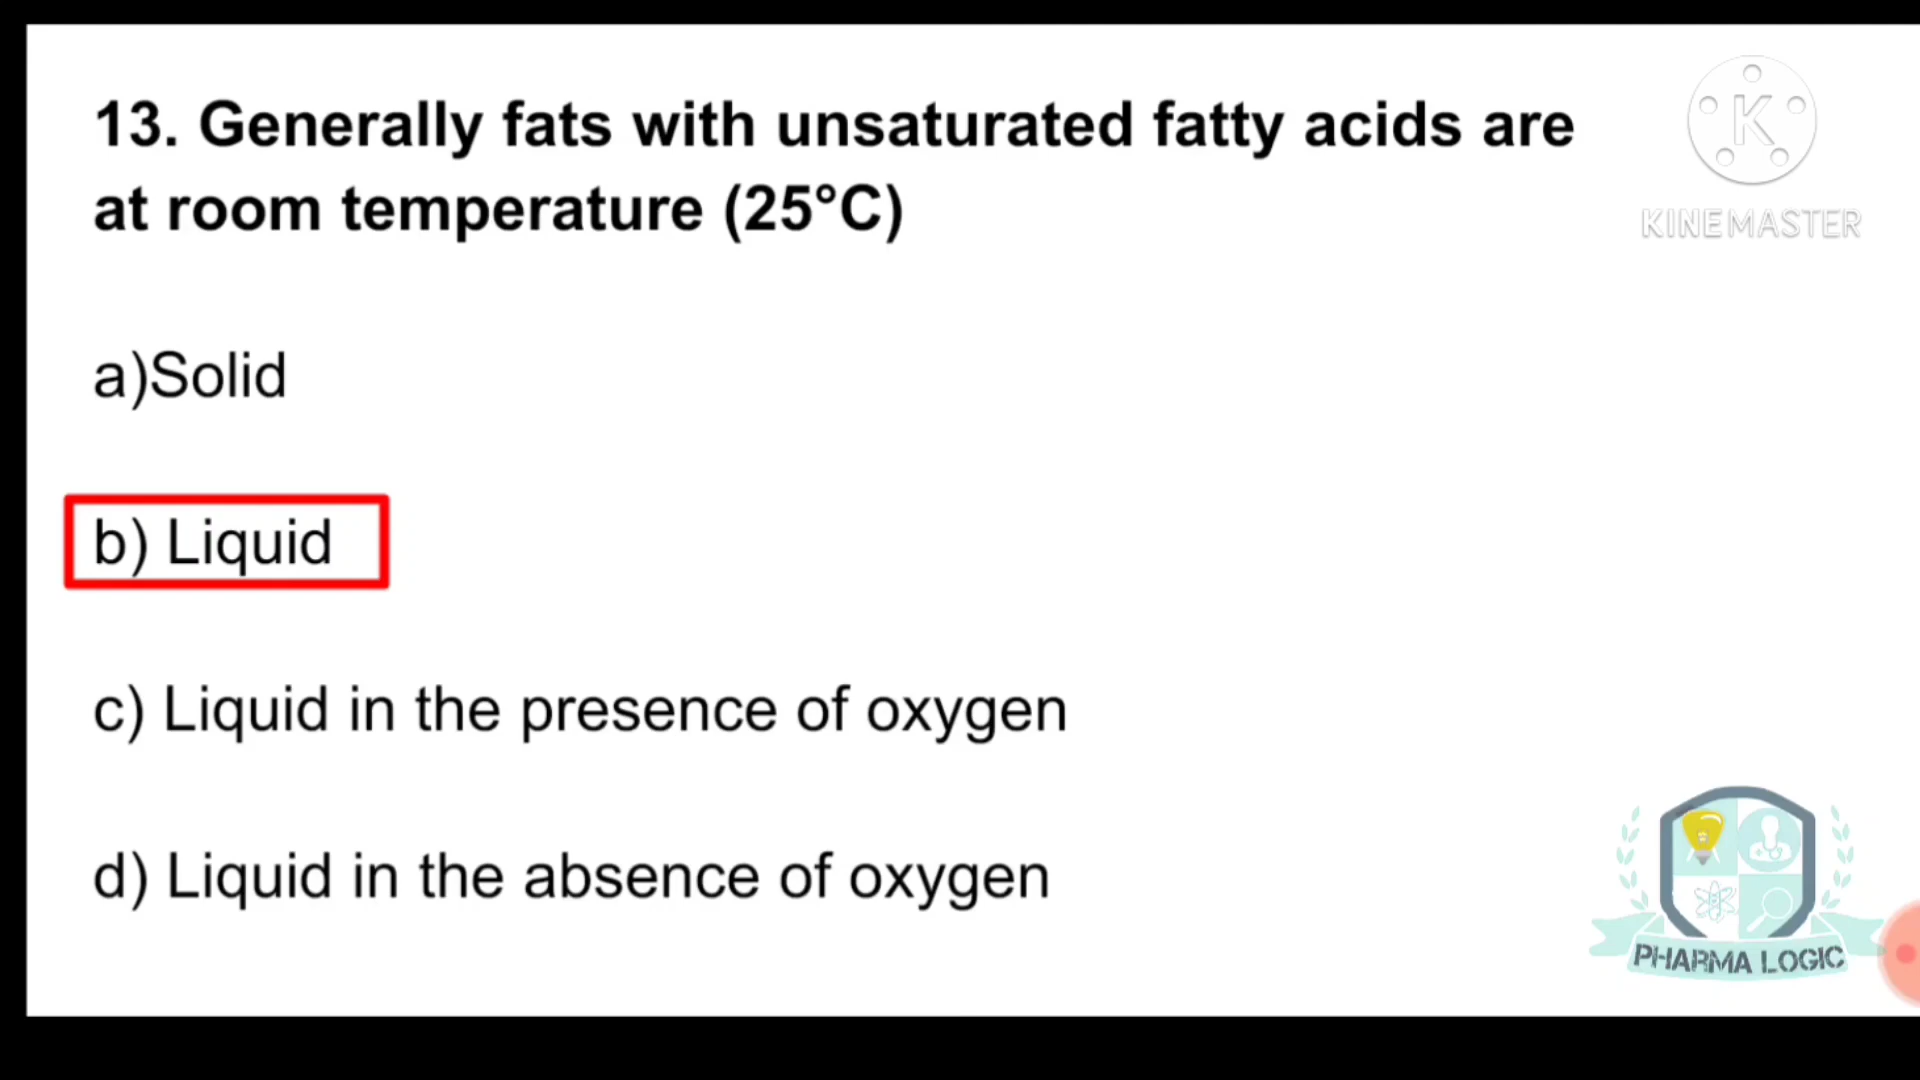 13. Generally fats with unsaturated fatty acids are
at room temperature (25°C)
K
KINEMASTER
a)Solid
b) Liquid
c) Liquid in the presence of oxygen
d) Liquid in the absence of oxygen
PHARMA LOGIC